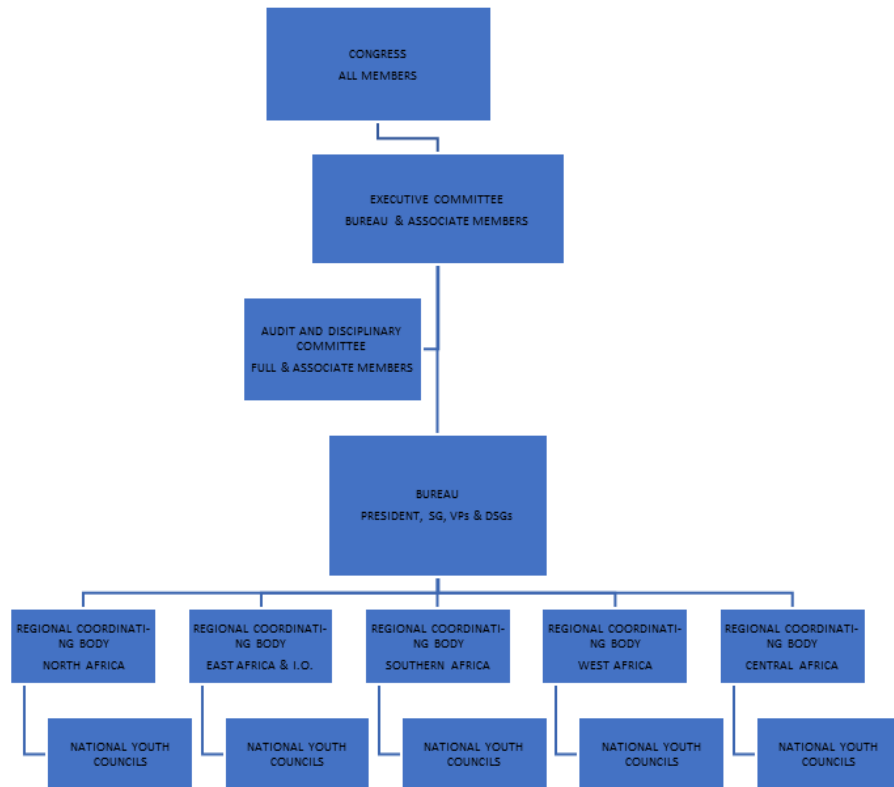 CONGRESS
ALL MEMBERS
EXECUTIVE COMMITTEE
BUREAU & ASSOCIATE MEMBERS
AUDIT AND DISCIPLINARY
COMMITTEE
FULL & ASSOCIATE MEMBERS
BUREAU
PRESIDENT, SG, VPs & DSGs
REGIONAL COORDINATI-
NG BODY
NORTH AFRICA
REGIONAL COORDINATI-
NG BODY
EAST AFRICA & I.O.
REGIONAL COORDINATI-
NG BODY
SOUTHERN AFRICA
REGIONAL COORDINATI-
NG BODY
WEST AFRICA
REGIONAL COORDINATI-
NG BODY
CENTRAL AFRICA
NATIONAL YOUTH
COUNCILS
NATIONAL YOUTH
COUNCILS
NATIONAL YOUTH
COUNCILS
NATIONAL YOUTH
COUNCILS
NATIONAL YOUTH
COUNCILS